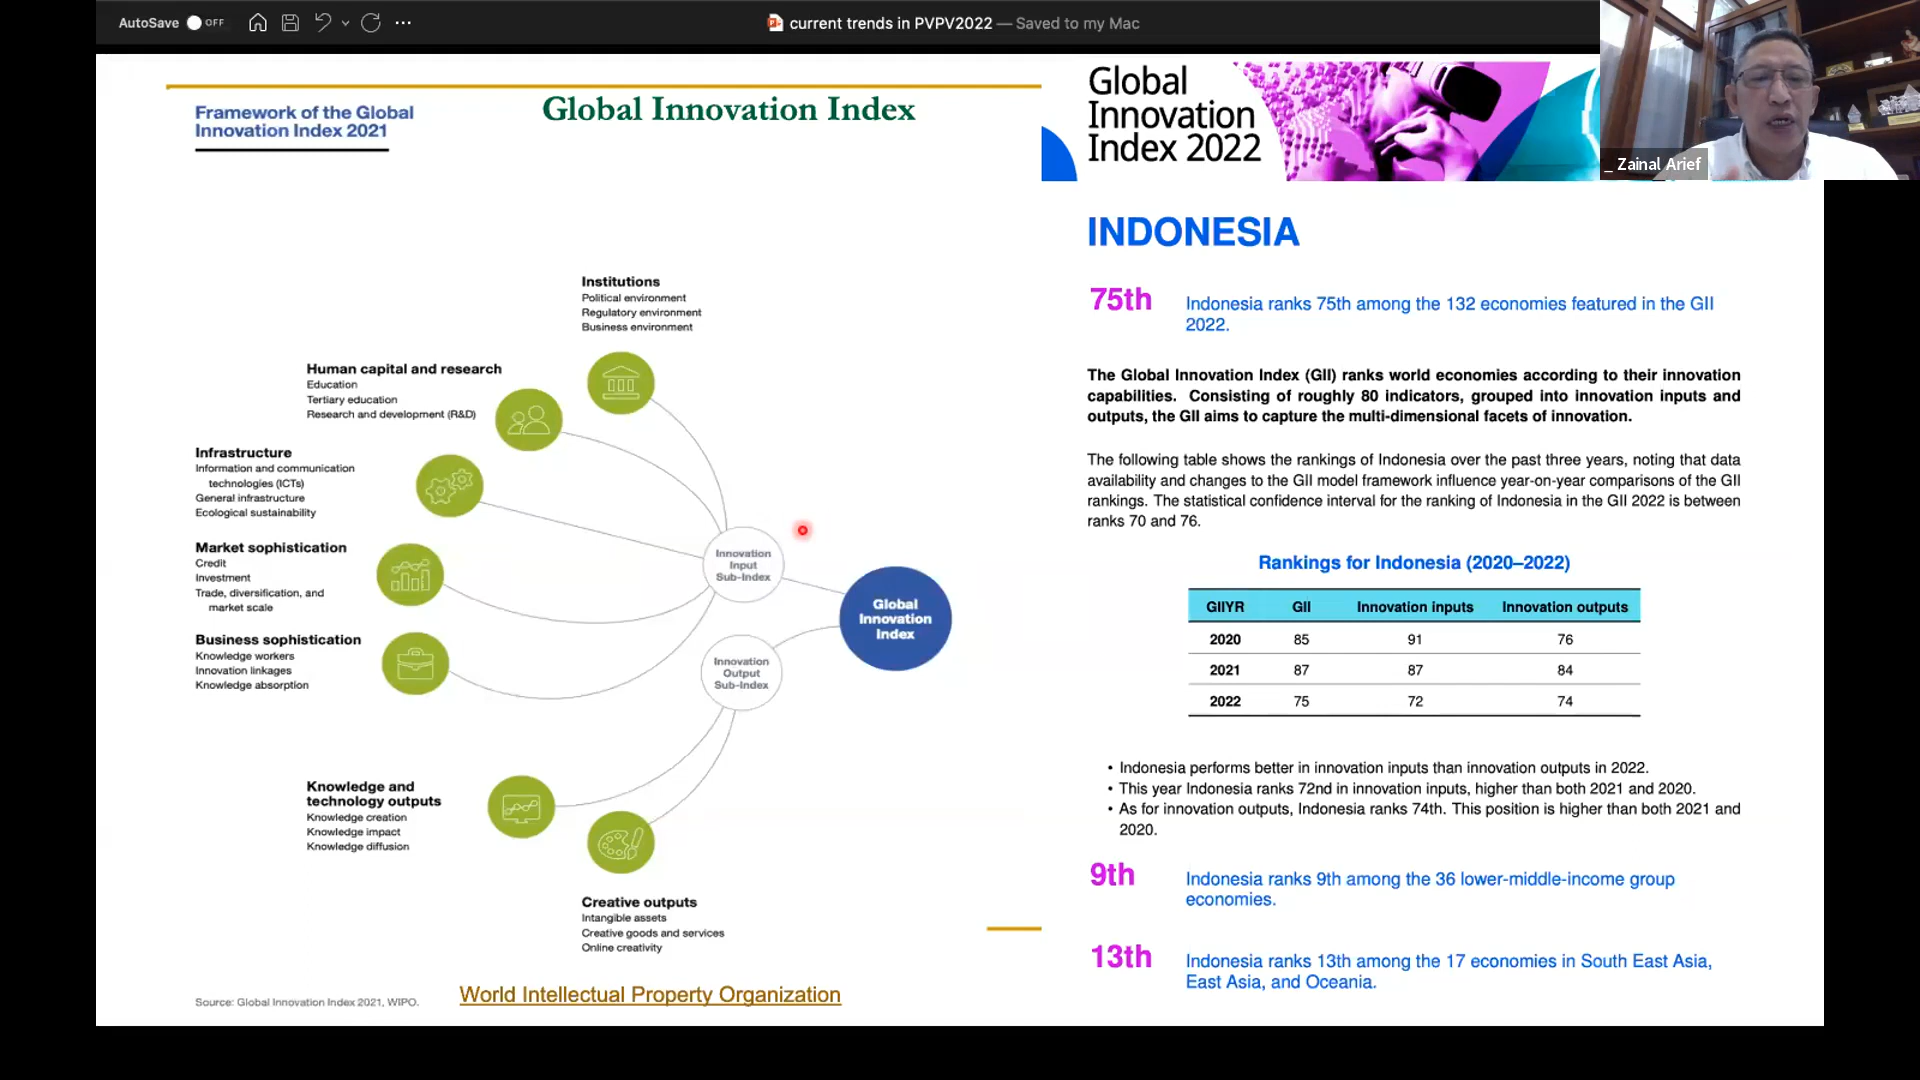 AutoSave OFF
current trends in PVPV2022 — Saved to my Mac
_ Zainal Arief
Framework of the Global
Innovation Index 2021
Global Innovation Index
Institutions
Political environment
Regulatory environment
Business environment
Human capital and research
Education
Tertiary education
Research and development (R&D)
Infrastructure
Information and communication
technologies (ICTs)
General infrastructure
Ecological sustainability
Market sophistication
Credit
Investment
Trade, diversification, and
market scale
Business sophistication
Knowledge workers
Innovation linkages
Knowledge absorption
Innovation
Input
Sub-Index
Global
Innovation
Index
Innovation
Output
Sub-Index
Knowledge and
technology outputs
Knowledge creation
Knowledge impact
Knowledge diffusion
Creative outputs
Intangible assets
Creative goods and services
Online creativity
Source: Global Innovation Index 2021, WIPO.
World Intellectual Property Organization
Global
Innovation
Index 2022
INDONESIA
75th Indonesia ranks 75th among the 132 economies featured in the GII
2022.
The Global Innovation Index (GII) ranks world economies according to their innovation
capabilities. Consisting of roughly 80 indicators, grouped into innovation inputs and
outputs, the GII aims to capture the multi-dimensional facets of innovation.
The following table shows the rankings of Indonesia over the past three years, noting that data
availability and changes to the GII model framework influence year-on-year comparisons of the GII
rankings. The statistical confidence interval for the ranking of Indonesia in the GII 2022 is between
ranks 70 and 76.
Rankings for Indonesia (2020–2022)
GIIYR GII Innovation inputs Innovation outputs
2020 85 91 76
2021 87 87 84
2022 75 72 74
• Indonesia performs better in innovation inputs than innovation outputs in 2022.
• This year Indonesia ranks 72nd in innovation inputs, higher than both 2021 and 2020.
• As for innovation outputs, Indonesia ranks 74th. This position is higher than both 2021 and
2020.
9th Indonesia ranks 9th among the 36 lower-middle-income group
economies.
13th Indonesia ranks 13th among the 17 economies in South East Asia,
East Asia, and Oceania.